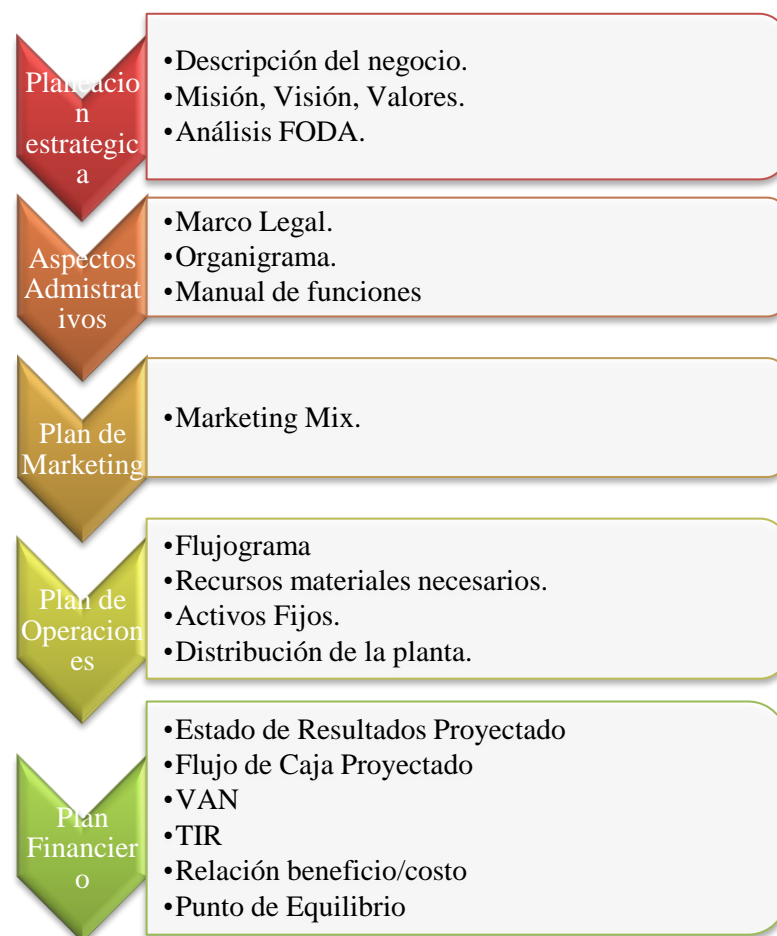 Planeacio
n
estrategic
a
•Descripción del negocio.
•Misión, Visión, Valores.
•Análisis FODA.
Aspectos
Admistrat
ivos
•Marco Legal.
•Organigrama.
•Manual de funciones
Plan de
Marketing
•Marketing Mix.
Plan de
Operacion
es
•Flujograma
•Recursos materiales necesarios.
•Activos Fijos.
•Distribución de la planta.
Plan
Financier
o
•Estado de Resultados Proyectado
•Flujo de Caja Proyectado
•VAN
•TIR
•Relación beneficio/costo
•Punto de Equilibrio